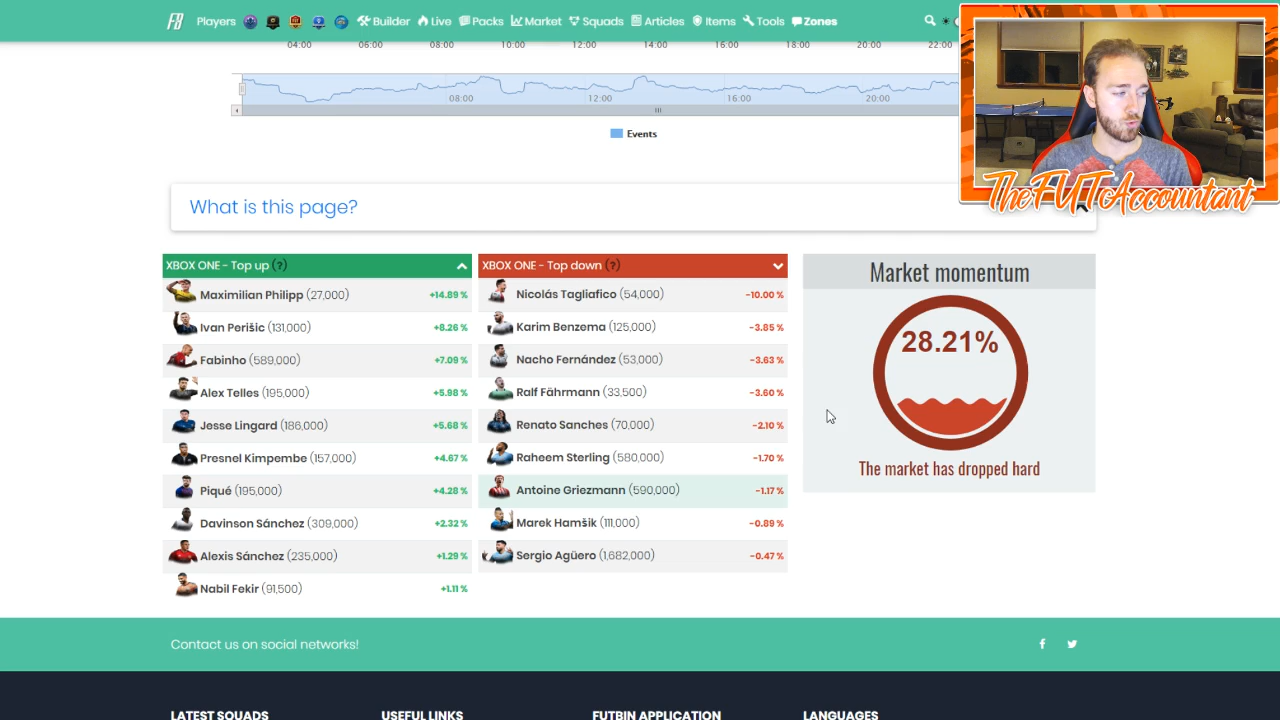 FB Players Builder Live Packs Market Squads Articles Items Tools Zones
04:00 06:00 08:00 10:00 12:00 14:00 16:00 18:00 20:00 22:00
08:00 12:00 16:00 20:00
Events
TheFUTAccountant
What is this page?
XBOX ONE - Top up (?)
Maximilian Philipp (27,000) +14.89 %
Ivan Perišic (131,000) +8.26 %
Fabinho (589,000) +7.09 %
Alex Telles (195,000) +5.98 %
Jesse Lingard (186,000) +5.68 %
Presnel Kimpembe (157,000) +4.67 %
Piqué (195,000) +4.28 %
Davinson Sánchez (309,000) +2.32 %
Alexis Sánchez (235,000) +1.29 %
Nabil Fekir (91,500) +1.11 %
XBOX ONE - Top down (?)
Nicolás Tagliafico (54,000) -10.00 %
Karim Benzema (125,000) -3.85 %
Nacho Fernández (53,000) -3.63 %
Ralf Fährmann (33,500) -3.60 %
Renato Sanches (70,000) -2.10 %
Raheem Sterling (580,000) -1.70 %
Antoine Griezmann (590,000) -1.17 %
Marek Hamšik (111,000) -0.89 %
Sergio Agüero (1,682,000) -0.47 %
Market momentum
28.21%
The market has dropped hard
Contact us on social networks!
LATEST SQUADS USEFUL LINKS FUTBIN APPLICATION LANGUAGES